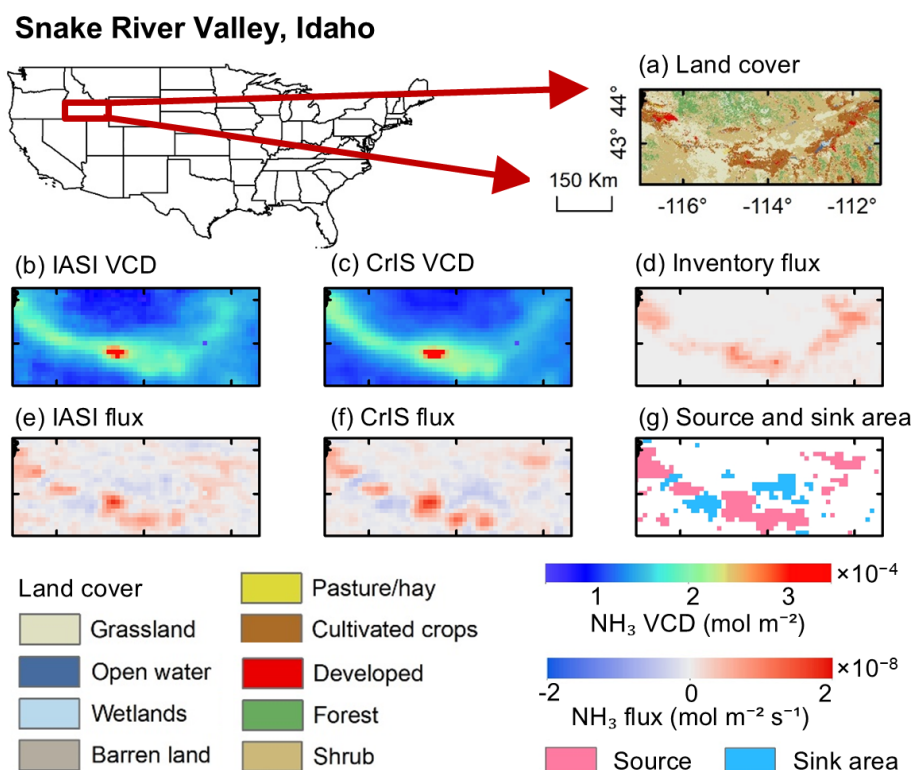 Snake River Valley, Idaho
(a) Land cover
44°
43°
150 Km
-116°
-114°
-112°
(b) IASI VCD
(c) CrIS VCD
(d) Inventory flux
(e) IASI flux
(f) CrIS flux
(g) Source and sink area
Land cover
Grassland
Open water
Wetlands
Barren land
Pasture/hay
Cultivated crops
Developed
Forest
Shrub
×10⁻⁴
1 2 3
NH₃ VCD (mol m⁻²)
×10⁻⁸
-2 0 2
NH₃ flux (mol m⁻² s⁻¹)
Source
Sink area